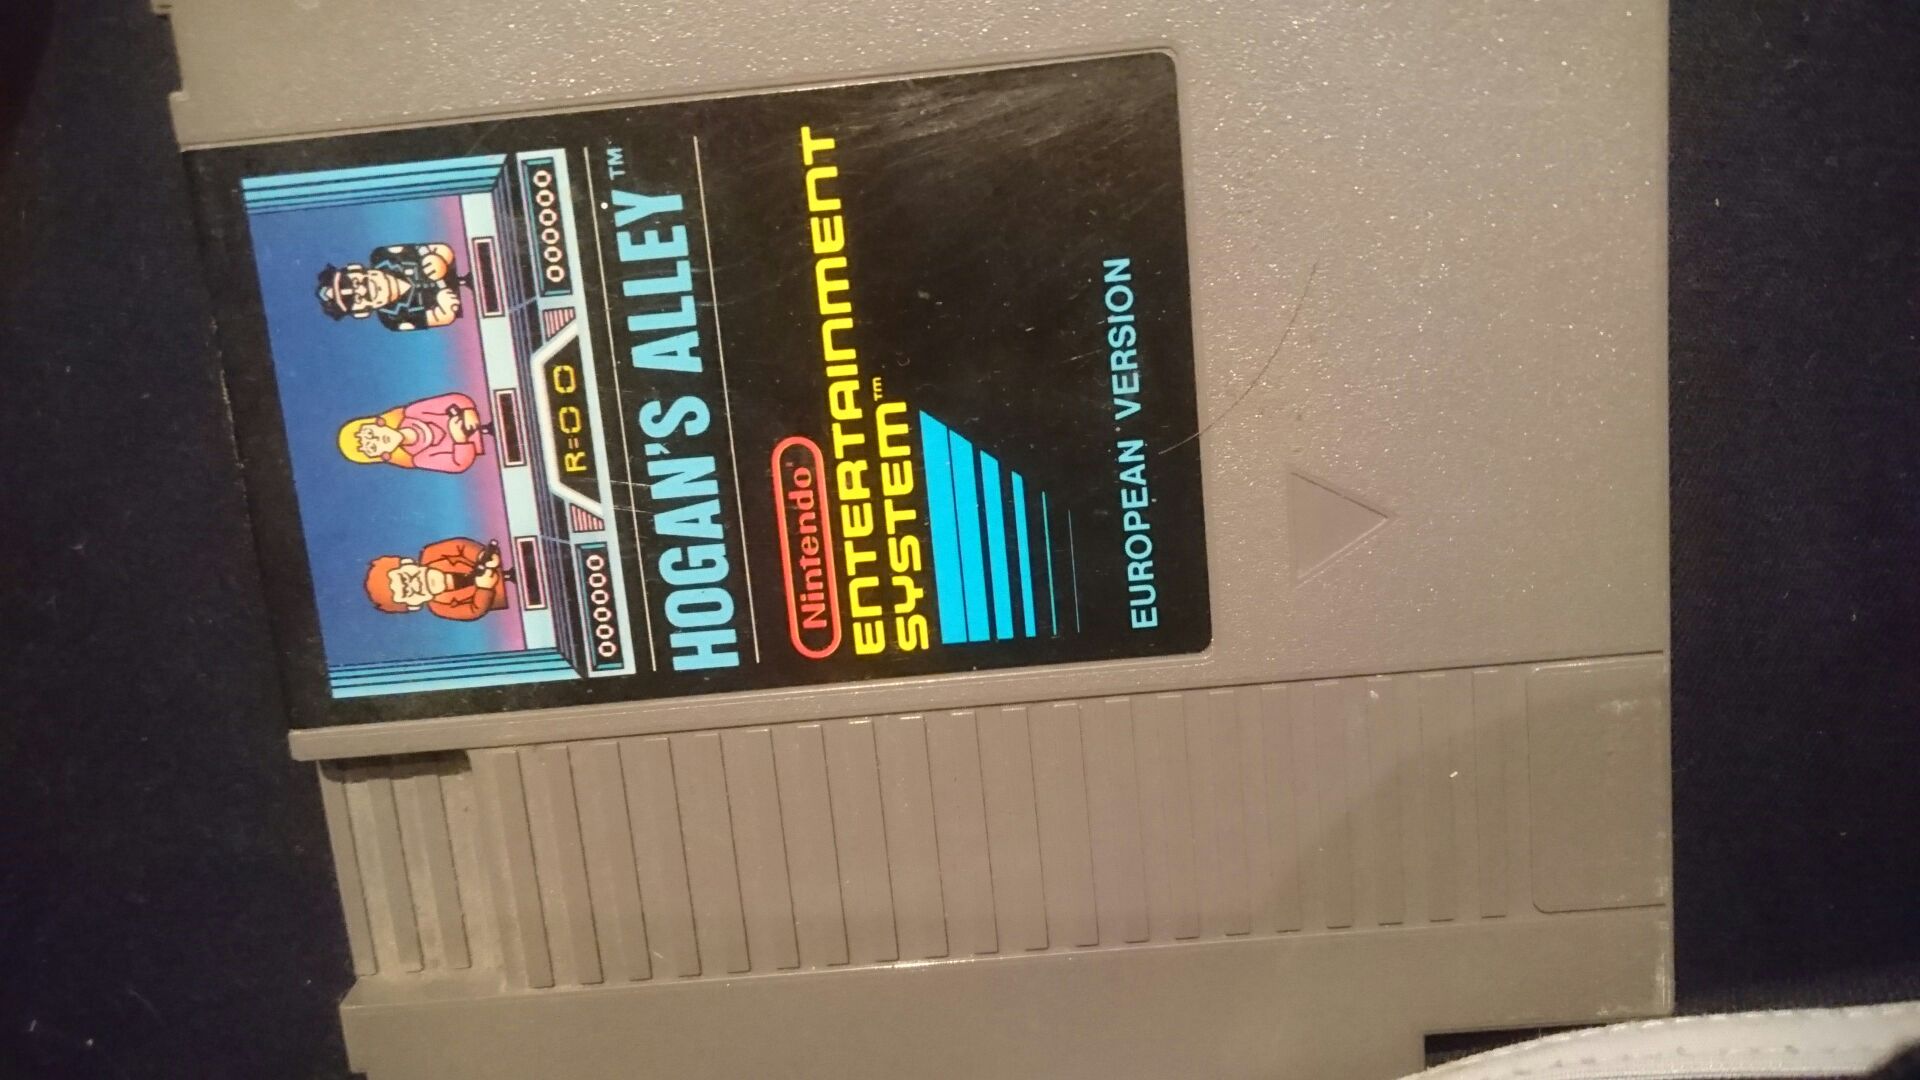 000000 R=00 000000
HOGAN'S ALLEY™
Nintendo®
ENTERTAINMENT
SYSTEM™
EUROPEAN VERSION